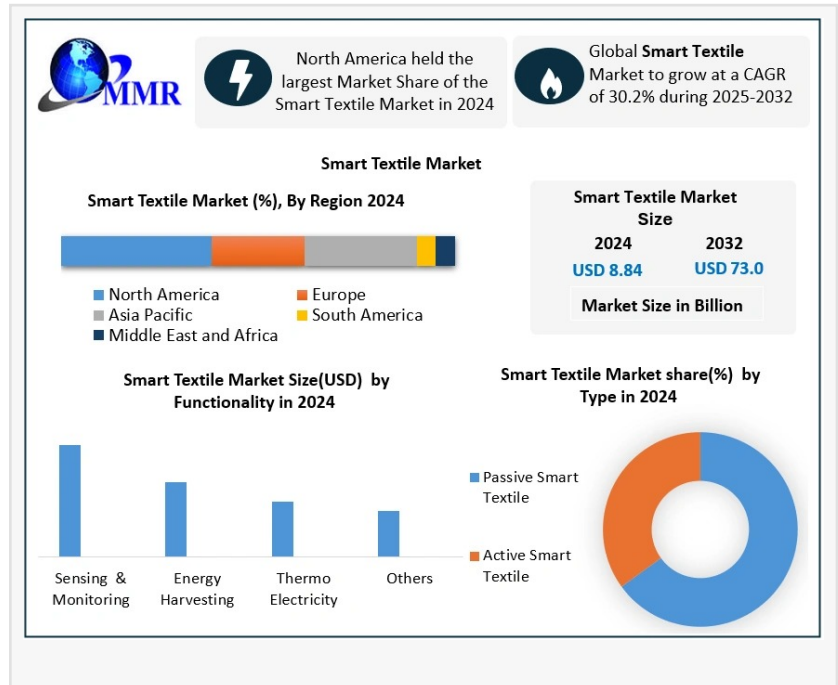 MMR
North America held the
largest Market Share of the
Smart Textile Market in 2024
Global Smart Textile
Market to grow at a CAGR
of 30.2% during 2025-2032
Smart Textile Market
Smart Textile Market (%), By Region 2024
North America
Europe
Asia Pacific
South America
Middle East and Africa
Smart Textile Market
Size
2024
2032
USD 8.84
USD 73.0
Market Size in Billion
Smart Textile Market Size(USD) by
Functionality in 2024
Sensing &
Monitoring
Energy
Harvesting
Thermo
Electricity
Others
Smart Textile Market share(%) by
Type in 2024
Passive Smart
Textile
Active Smart
Textile